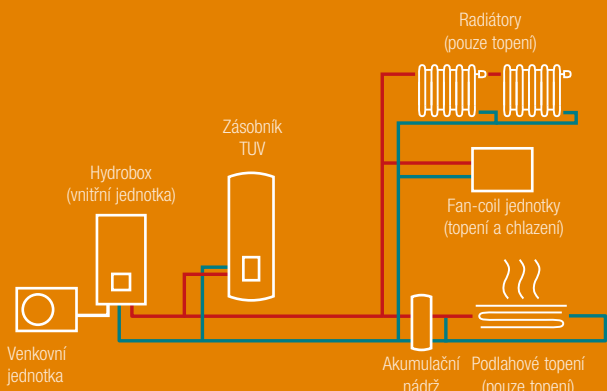 Radiátory
(pouze topení)
Zásobník
TUV
Hydrobox
(vnitřní jednotka)
Fan-coil jednotky
(topení a chlazení)
Venkovní
jednotka
Akumulační
nádrž
Podlahové topení
(pouze topení)